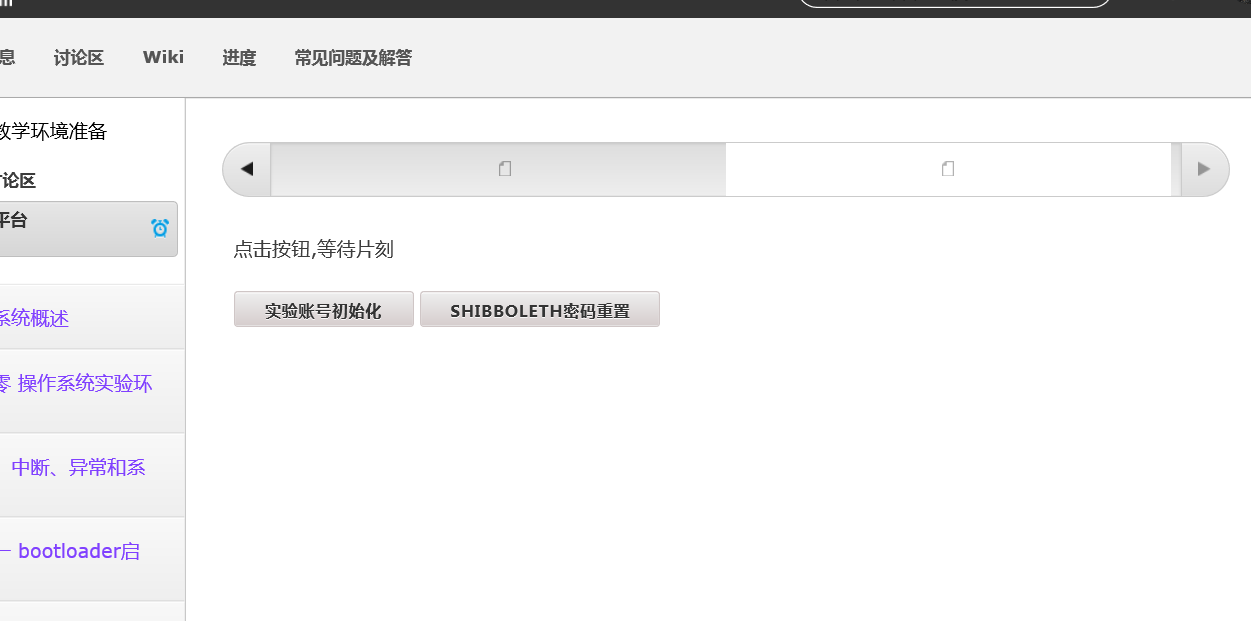 息 讨论区 Wiki 进度 常见问题及解答
教学环境准备
讨论区
平台
点击按钮,等待片刻
实验账号初始化 SHIBBOLETH密码重置
系统概述
零 操作系统实验环
中断、异常和系
一 bootloader启